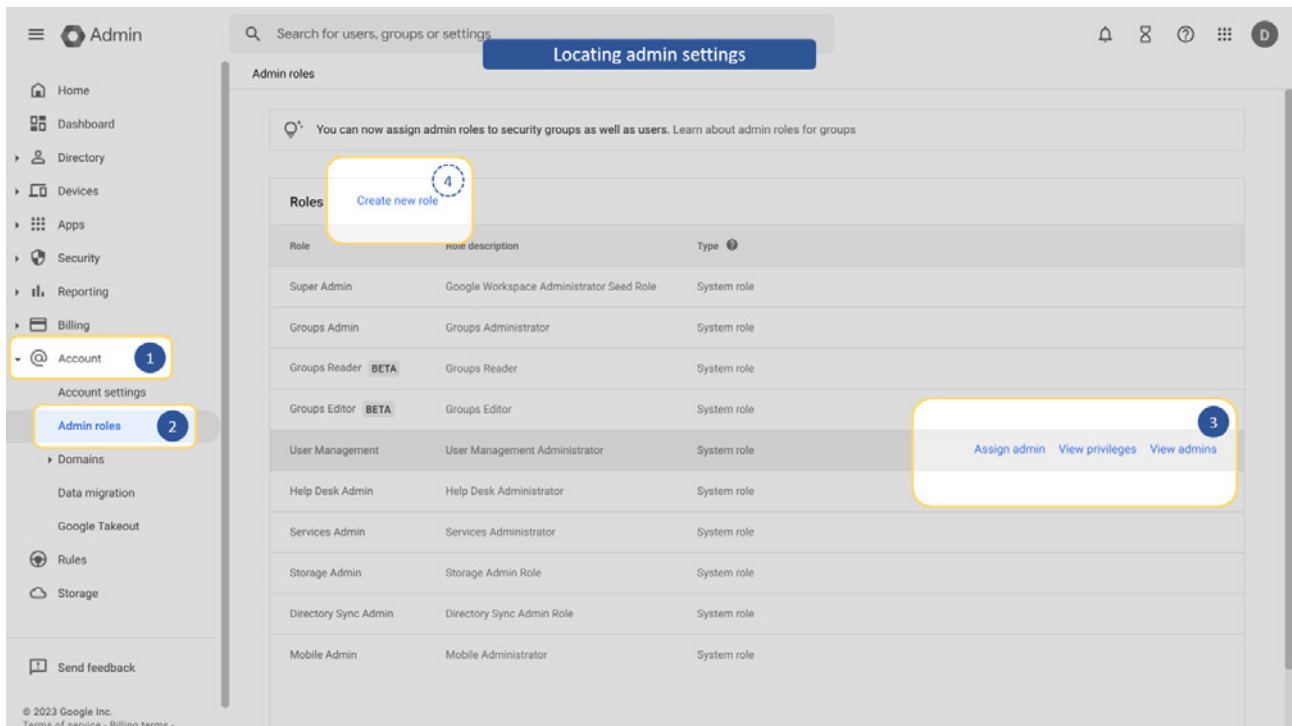 Admin
Search for users, groups or settings
Locating admin settings
D
Admin roles
Home
Dashboard
Directory
Devices
Apps
Security
Reporting
Billing
Account 1
Account settings
Admin roles 2
Domains
Data migration
Google Takeout
Rules
Storage
Send feedback
© 2023 Google Inc.
Terms of service - Billing terms -
You can now assign admin roles to security groups as well as users. Learn about admin roles for groups
4
Roles Create new role
Role Role description Type
Super Admin Google Workspace Administrator Seed Role System role
Groups Admin Groups Administrator System role
Groups Reader BETA Groups Reader System role
Groups Editor BETA Groups Editor System role
3
User Management User Management Administrator System role Assign admin View privileges View admins
Help Desk Admin Help Desk Administrator System role
Services Admin Services Administrator System role
Storage Admin Storage Admin Role System role
Directory Sync Admin Directory Sync Admin Role System role
Mobile Admin Mobile Administrator System role